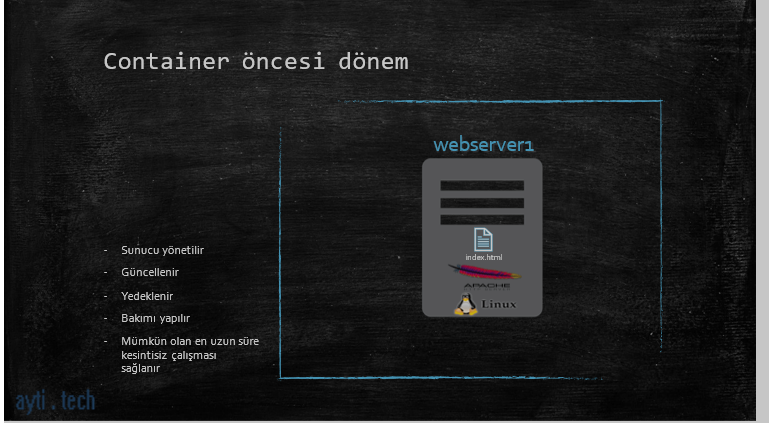 Container öncesi dönem
webserver1
index.html
APACHE
Linux
- Sunucu yönetilir
- Güncellenir
- Yedeklenir
- Bakımı yapılır
- Mümkün olan en uzun süre
kesintisiz çalışması
sağlanır
ayti.tech